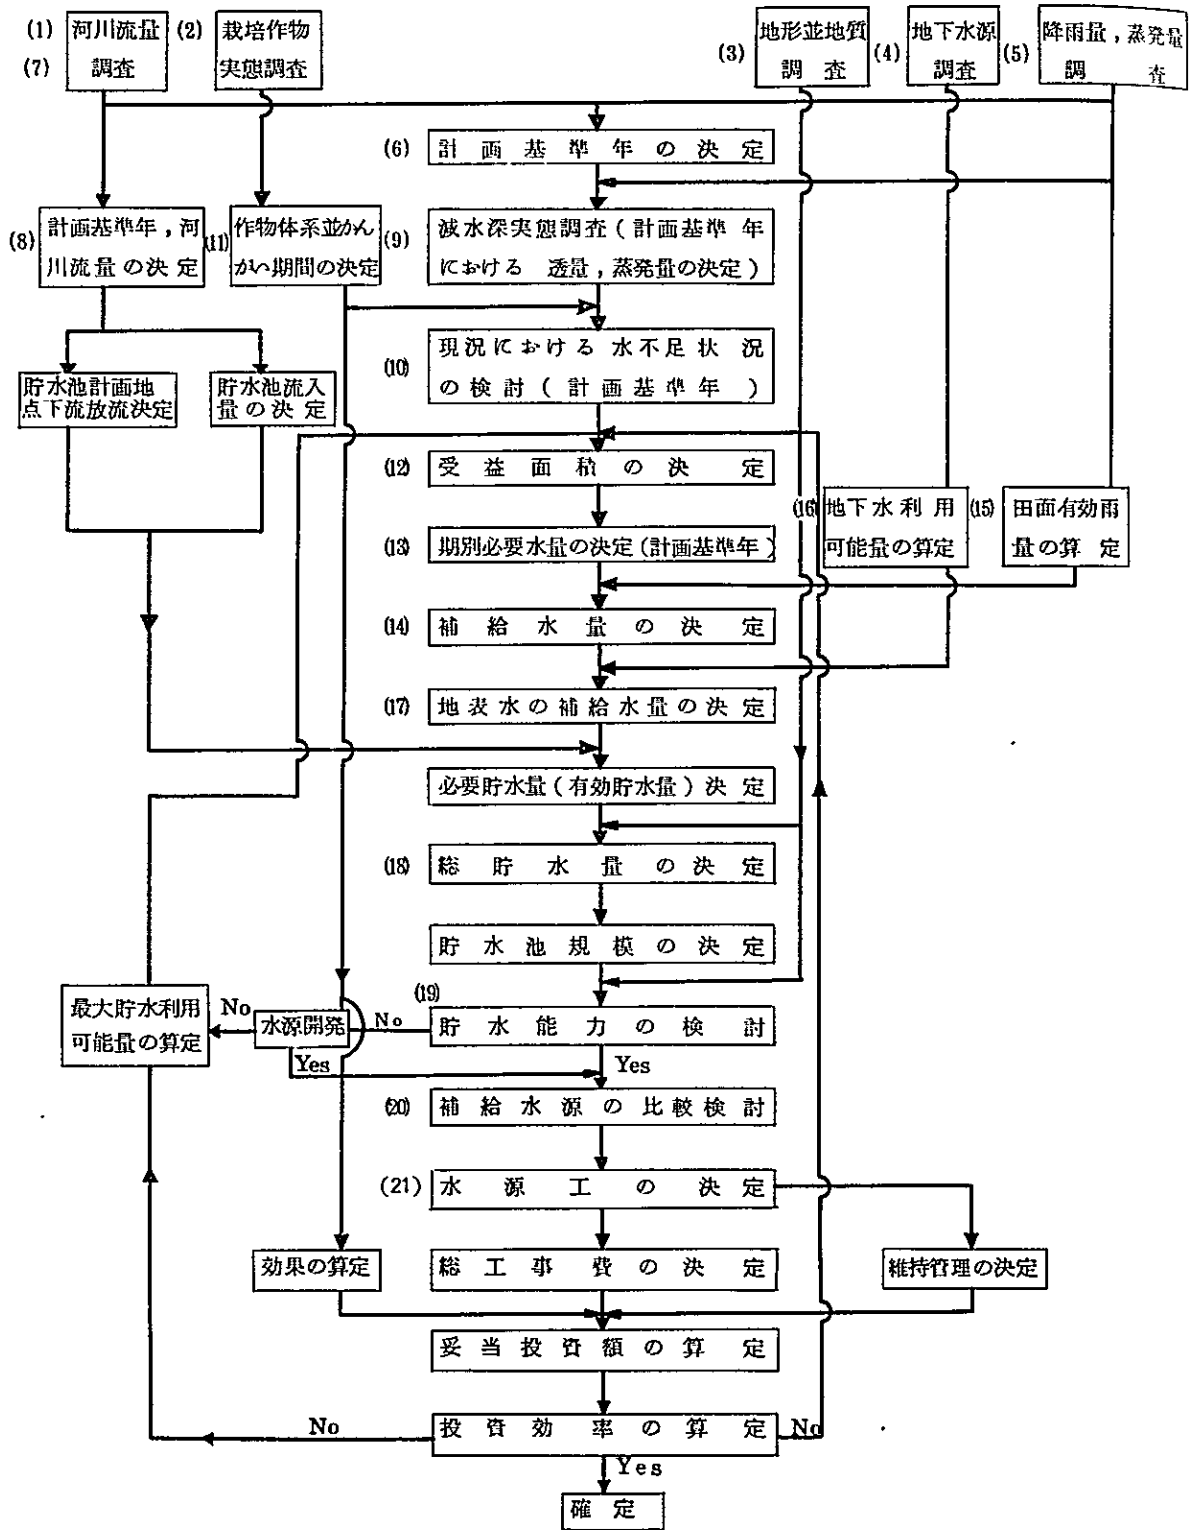 (1) 河川流量
(7) 調査
(2) 栽培作物
実態調査
(3) 地形並地質
調査
(4) 地下水源
調査
(5) 降雨量，蒸発量
調査
(6) 計画基準年の決定
(8) 計画基準年，河
川流量の決定
(11) 作物体系並かん
がい期間の決定
(9) 減水深実態調査（計画基準年
における 透量，蒸発量の決定）
(10) 現況における水不足状況
の検討（計画基準年）
貯水池計画地
点下流放流決定
貯水池流入
量の決定
(12) 受益面積の決定
(16) 地下水利用
可能量の算定
(15) 田面有効雨
量の算定
(13) 期別必要水量の決定（計画基準年）
(14) 補給水量の決定
(17) 地表水の補給水量の決定
必要貯水量（有効貯水量）決定
(18) 総貯水量の決定
貯水池規模の決定
最大貯水利用
可能量の算定
No
水源開発
No
(19) 貯水能力の検討
Yes
Yes
(20) 補給水源の比較検討
(21) 水源工の決定
効果の算定
総工事費の決定
維持管理の決定
妥当投資額の算定
No
投資効率の算定
No
Yes
確定